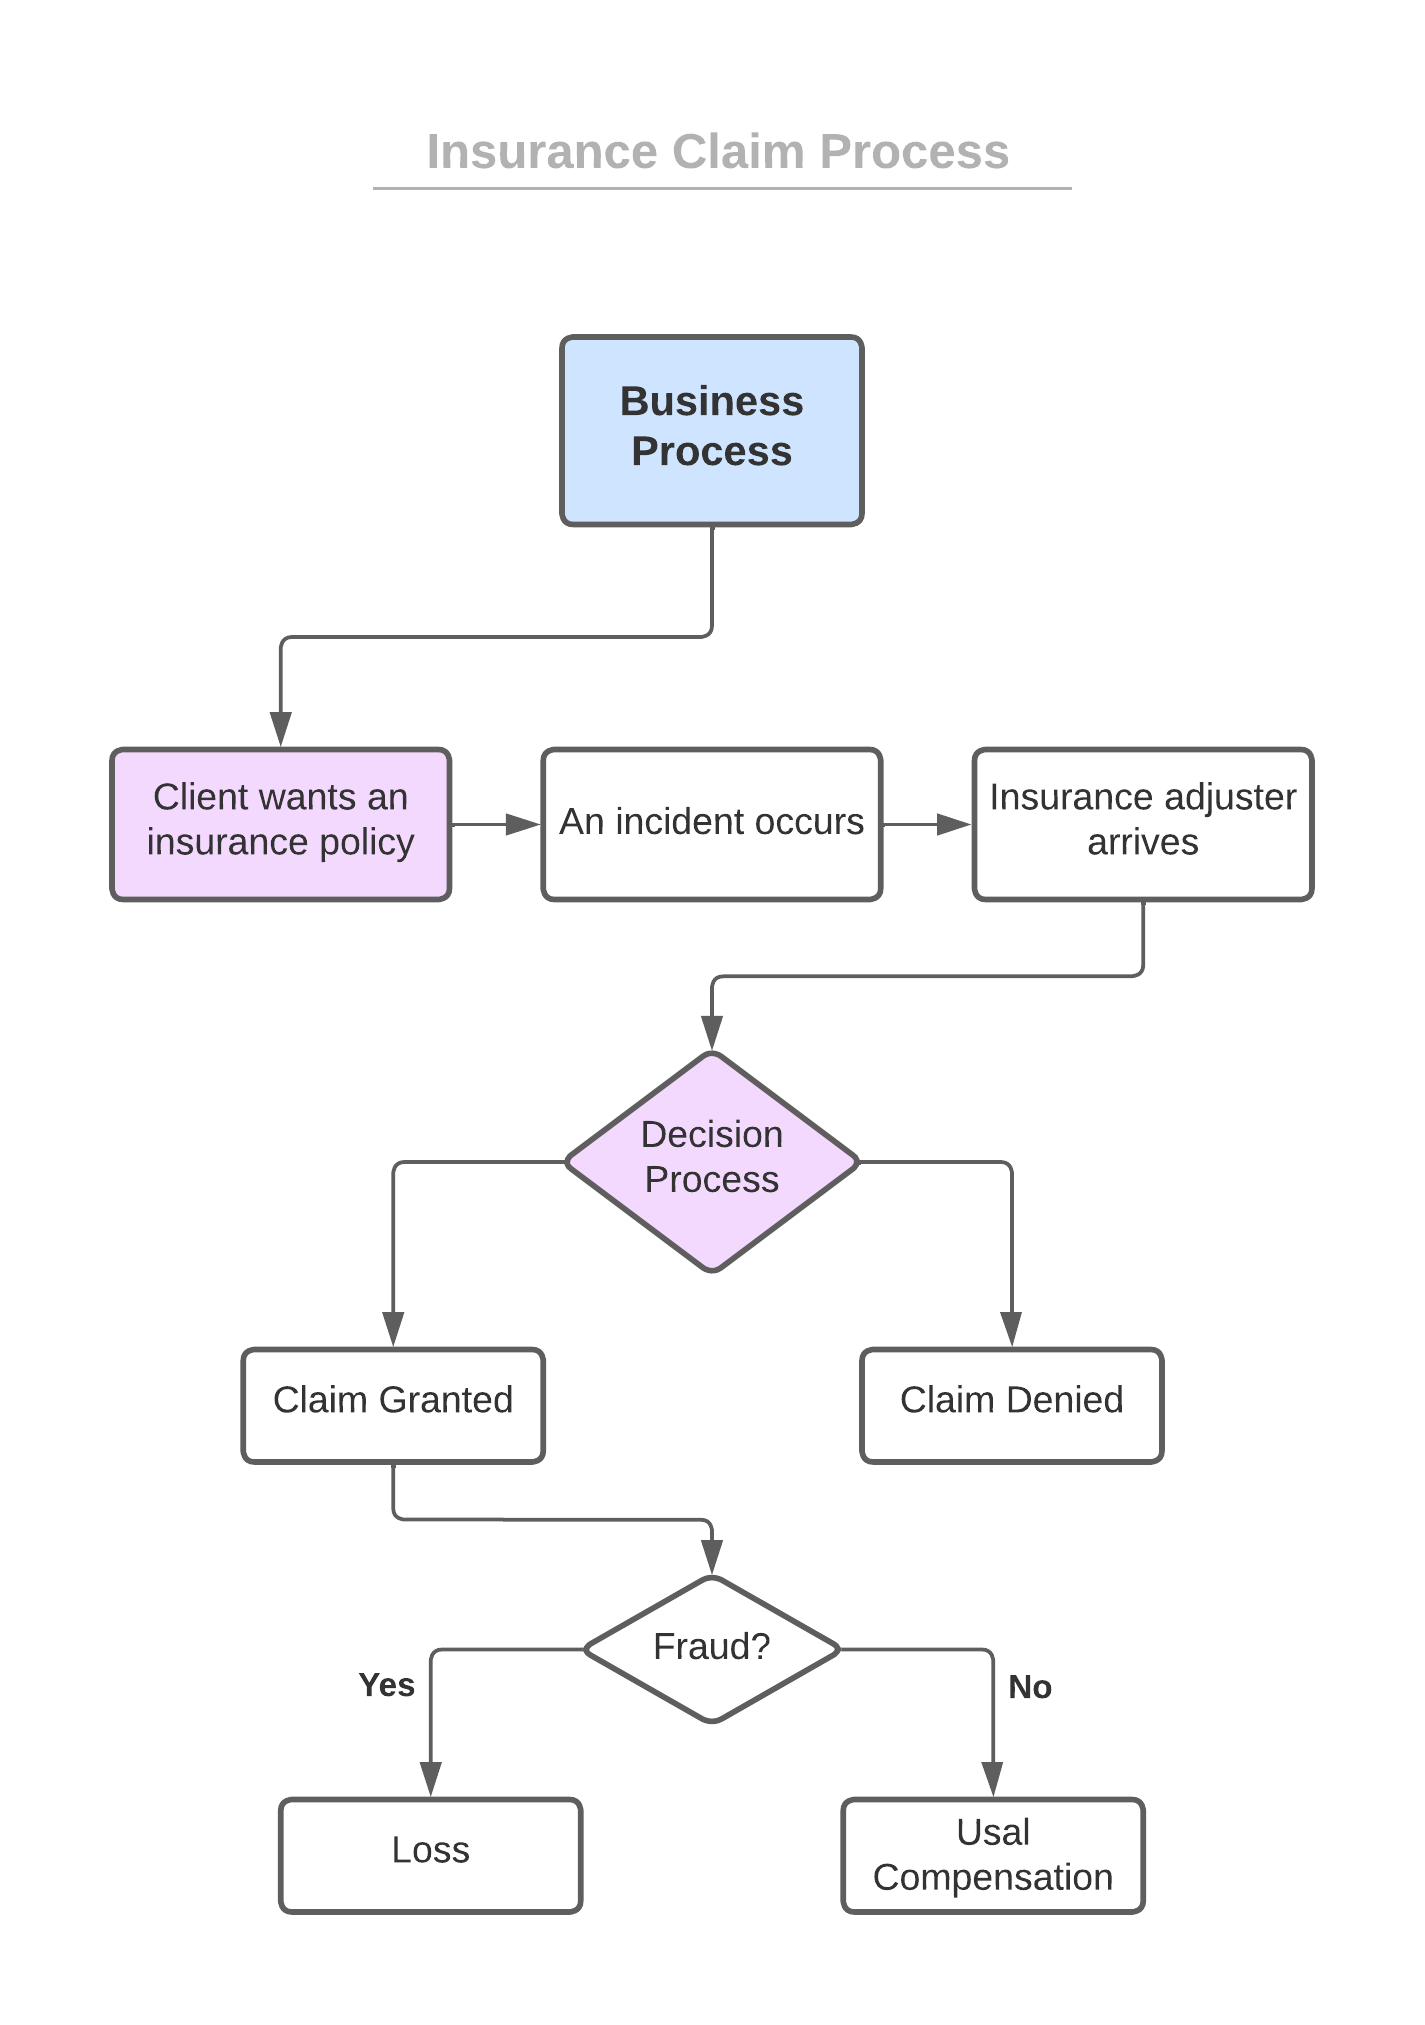 Insurance Claim Process
Business
Process
Client wants an
insurance policy
An incident occurs
Insurance adjuster
arrives
Decision
Process
Claim Granted
Claim Denied
Fraud?
Yes
No
Loss
Usal
Compensation